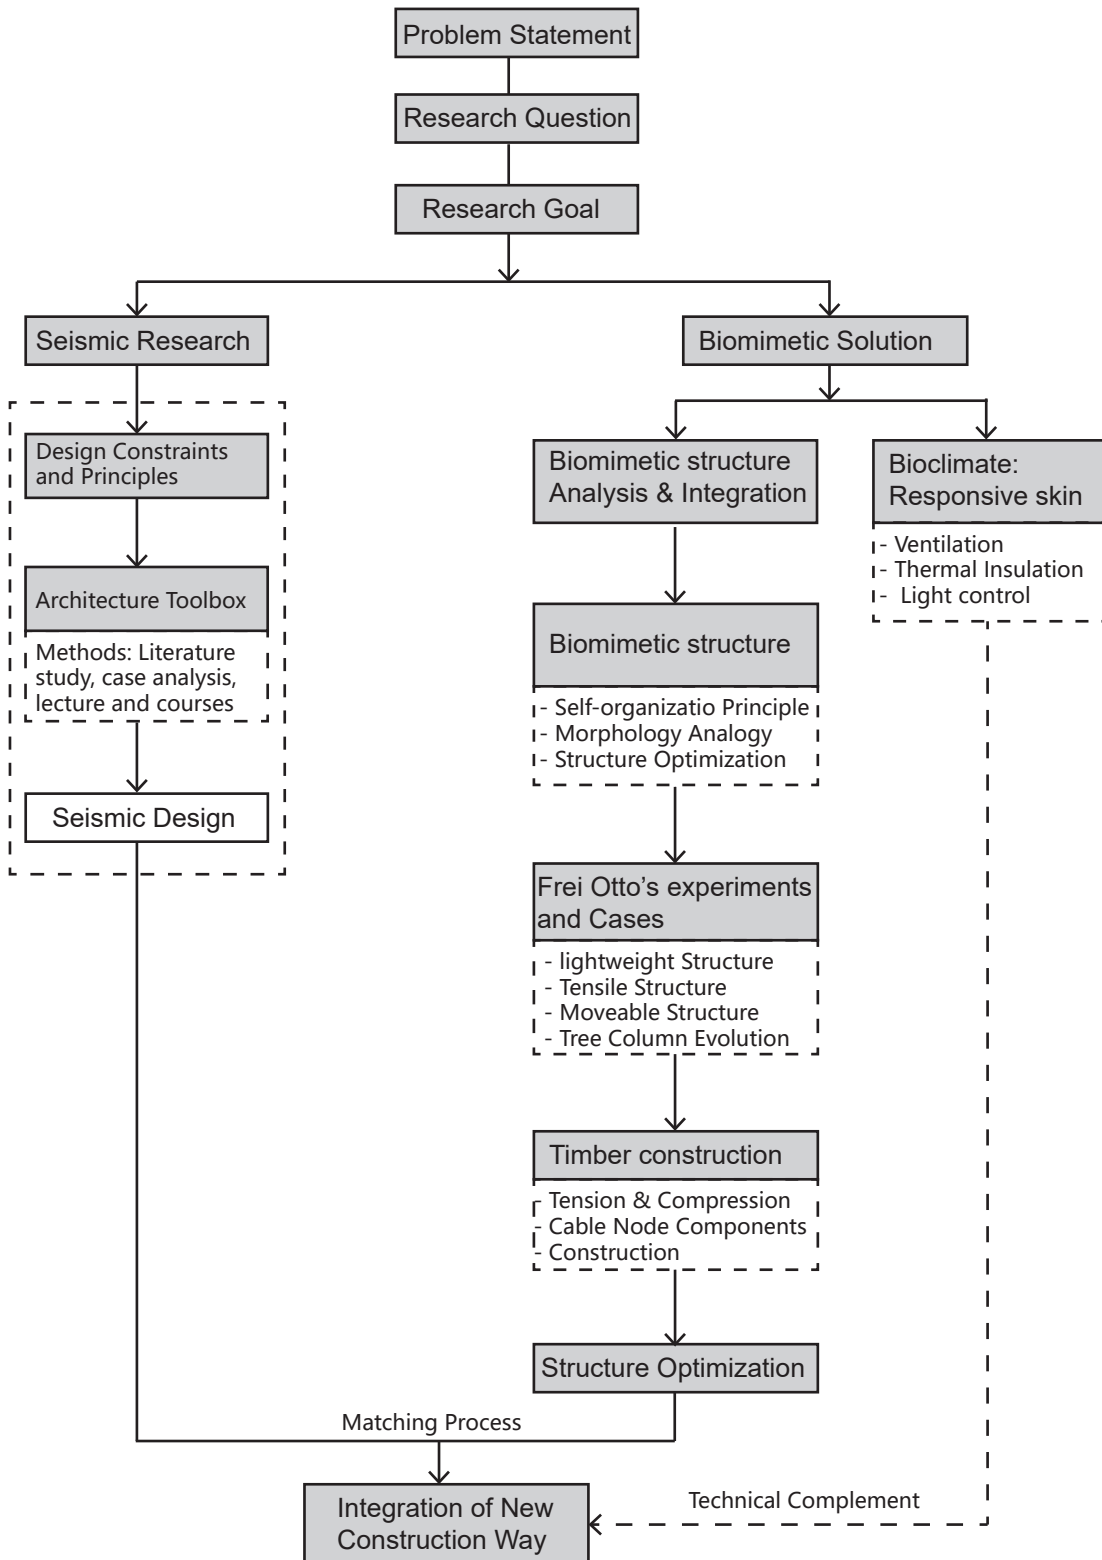 Problem Statement
Research Question
Research Goal
Seismic Research
Design Constraints
and Principles
Architecture Toolbox
Methods: Literature
study, case analysis,
lecture and courses
Seismic Design
Biomimetic Solution
Biomimetic structure
Analysis & Integration
Bioclimate:
Responsive skin
- Ventilation
- Thermal Insulation
- Light control
Biomimetic structure
- Self-organizatio Principle
- Morphology Analogy
- Structure Optimization
Frei Otto’s experiments
and Cases
- lightweight Structure
- Tensile Structure
- Moveable Structure
- Tree Column Evolution
Timber construction
- Tension & Compression
- Cable Node Components
- Construction
Structure Optimization
Matching Process
Technical Complement
Integration of New
Construction Way